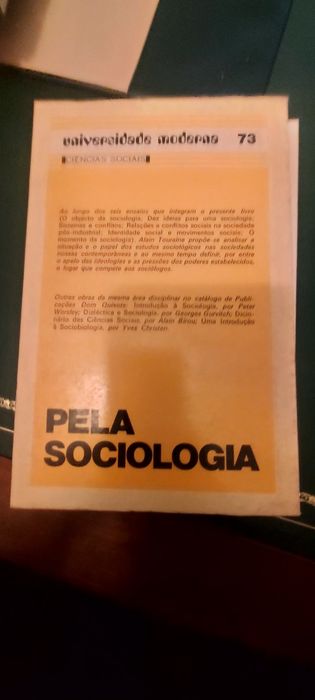 universidade moderna 73
CIÊNCIAS SOCIAIS
Ao longo dos seis ensaios que integram o presente livro
(O objecto da sociologia; Dez ideias para uma sociologia;
Sistemas e conflitos; Relações e conflitos sociais na sociedade
pós-industrial; Identidade social e movimentos sociais; O
momento da sociologia), Alain Touraine propõe-se analisar a
situação e o papel dos estudos sociológicos nas sociedades
nossas contemporâneas e ao mesmo tempo definir, por entre
o apelo das ideologias e as pressões dos poderes estabelecidos,
o lugar que compete aos sociólogos.
Outras obras da mesma área disciplinar no catálogo de Publi-
cações Dom Quixote: Introdução à Sociologia, por Peter
Worsley; Dialéctica e Sociologia, por Georges Gurvitch; Dicio-
nário das Ciências Sociais, por Alain Birou; Uma Introdução
à Sociobiologia, por Yves Christen.
PELA
SOCIOLOGIA